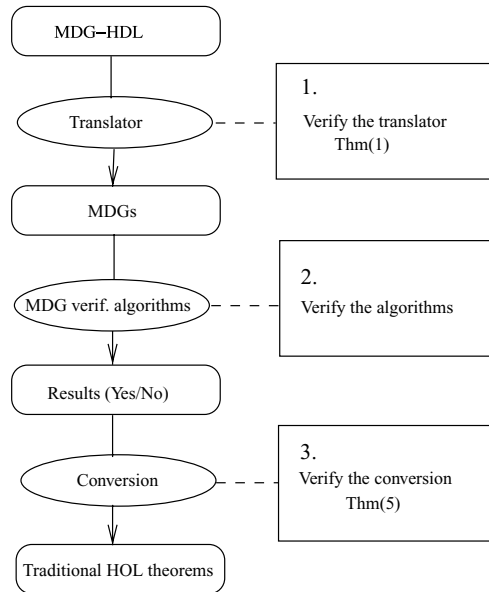 MDG–HDL
1.
Translator
Verify the translator
Thm(1)
MDGs
2.
MDG verif. algorithms
Verify the algorithms
Results (Yes/No)
3.
Conversion
Verify the conversion
Thm(5)
Traditional HOL theorems